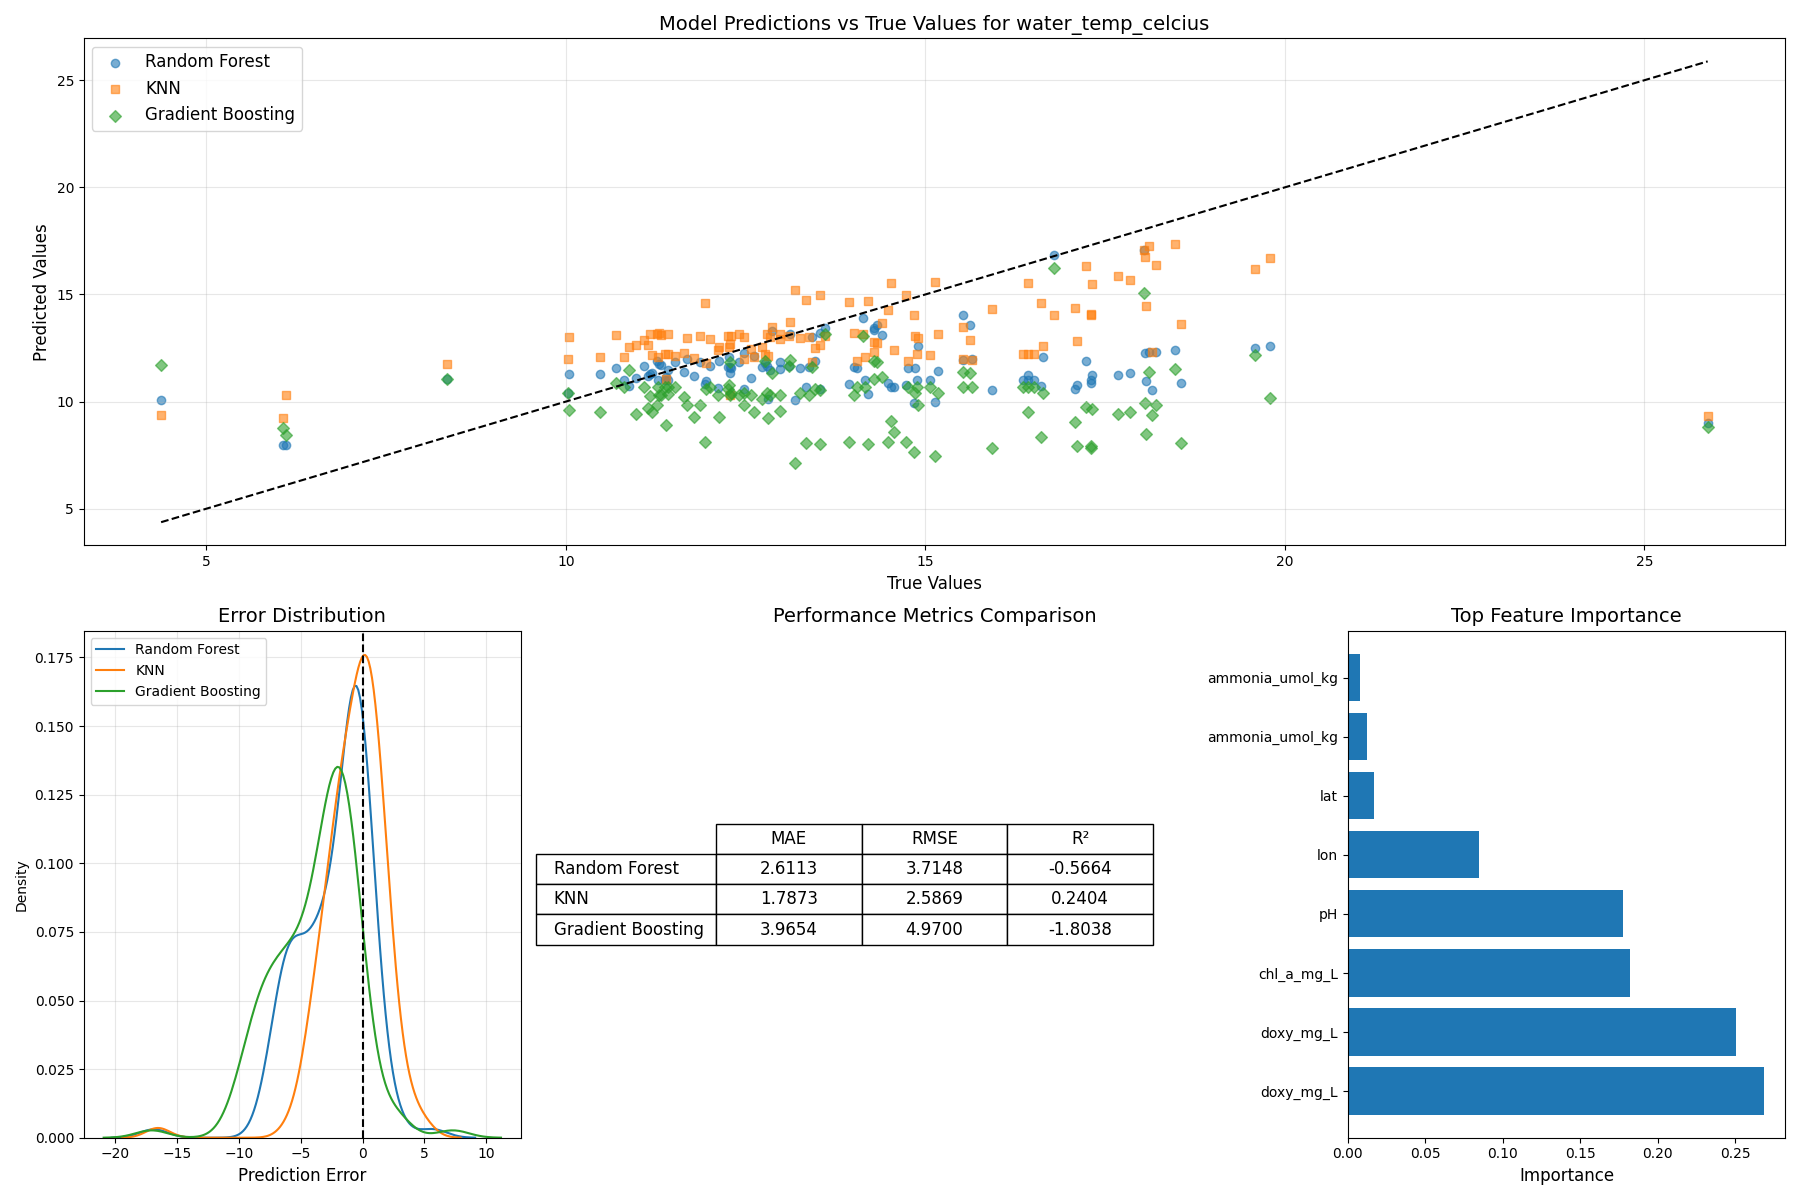 Model Predictions vs True Values for water_temp_celcius
Random Forest
KNN
Gradient Boosting
Predicted Values
25
20
15
10
5
5 10 15 20 25
True Values
Error Distribution
Random Forest
KNN
Gradient Boosting
Density
0.175
0.150
0.125
0.100
0.075
0.050
0.025
0.000
−20 −15 −10 −5 0 5 10
Prediction Error
Performance Metrics Comparison
MAE RMSE R²
Random Forest 2.6113 3.7148 -0.5664
KNN 1.7873 2.5869 0.2404
Gradient Boosting 3.9654 4.9700 -1.8038
Top Feature Importance
ammonia_umol_kg
ammonia_umol_kg
lat
lon
pH
chl_a_mg_L
doxy_mg_L
doxy_mg_L
0.00 0.05 0.10 0.15 0.20 0.25
Importance